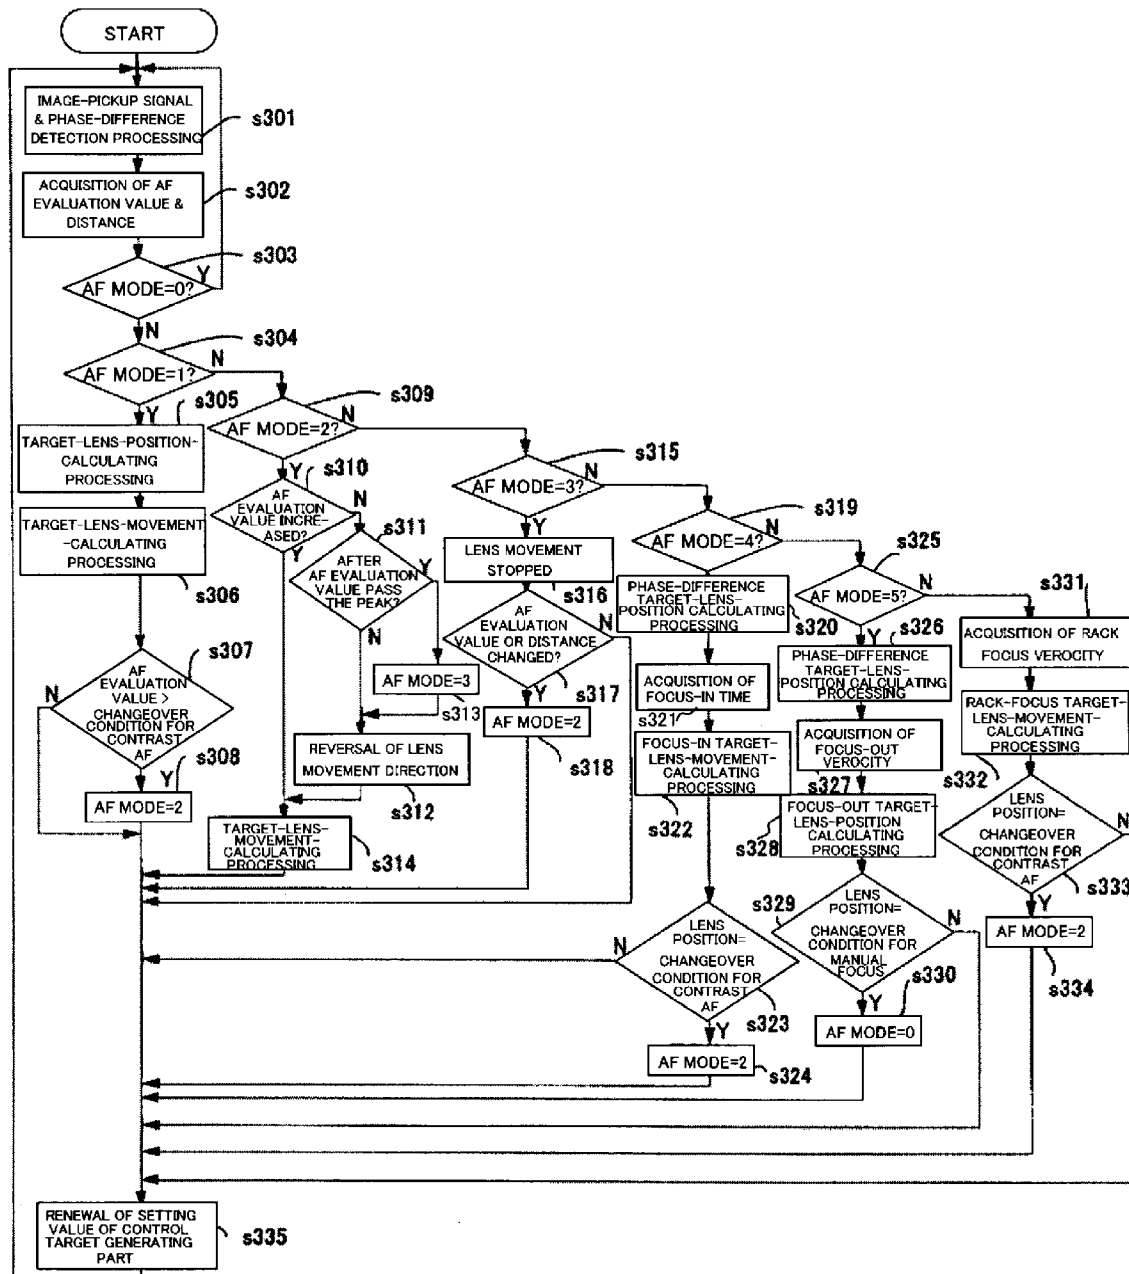 START
IMAGE-PICKUP SIGNAL
& PHASE-DIFFERENCE
DETECTION PROCESSING
s301
ACQUISITION OF AF
EVALUATION VALUE &
DISTANCE
s302
s303
AF MODE=0?
Y
N
s304
AF MODE=1?
N
Y
s305
TARGET-LENS-POSITION-
CALCULATING
PROCESSING
TARGET-LENS-MOVEMENT
-CALCULATING
PROCESSING
s306
s307
AF
EVALUATION
VALUE >
CHANGEOVER
CONDITION FOR
CONTRAST
AF
N
Y
s308
AF MODE=2
s309
AF MODE=2?
N
Y
s310
AF
EVALUATION
VALUE INCRE-
ASED?
N
Y
s311
AFTER
AF EVALUATION
VALUE PASS
THE PEAK?
Y
N
AF MODE=3
s313
REVERSAL OF LENS
MOVEMENT DIRECTION
s312
TARGET-LENS-
MOVEMENT-
CALCULATING
PROCESSING
s314
s315
AF MODE=3?
N
Y
LENS MOVEMENT
STOPPED
s316
AF
EVALUATION
VALUE OR DISTANCE
CHANGED?
N
s317
Y
AF MODE=2
s318
s319
AF MODE=4?
N
PHASE-DIFFERENCE
TARGET-LENS-
POSITION CALCULATING
PROCESSING
s320
ACQUISITION OF
FOCUS-IN TIME
s321
FOCUS-IN TARGET-
LENS-MOVEMENT-
CALCULATING
PROCESSING
s322
LENS
POSITION=
CHANGEOVER
CONDITION FOR
CONTRAST
AF
N
s323
Y
AF MODE=2
s324
s325
AF MODE=5?
N
Y
s326
PHASE-DIFFERENCE
TARGET-LENS-
POSITION CALCULATING
PROCESSING
ACQUISITION OF
FOCUS-OUT
VEROCITY
s327
FOCUS-OUT TARGET-
LENS-POSITION
CALCULATING
PROCESSING
s328
s329
LENS
POSITION=
CHANGEOVER
CONDITION FOR
MANUAL
FOCUS
N
Y
s330
AF MODE=0
s331
ACQUISITION OF RACK
FOCUS VEROCITY
RACK-FOCUS TARGET-
LENS-MOVEMENT-
CALCULATING
PROCESSING
s332
LENS
POSITION=
CHANGEOVER
CONDITION FOR
CONTRAST
AF
N
s333
Y
AF MODE=2
s334
RENEWAL OF SETTING
VALUE OF CONTROL
TARGET GENERATING
PART
s335